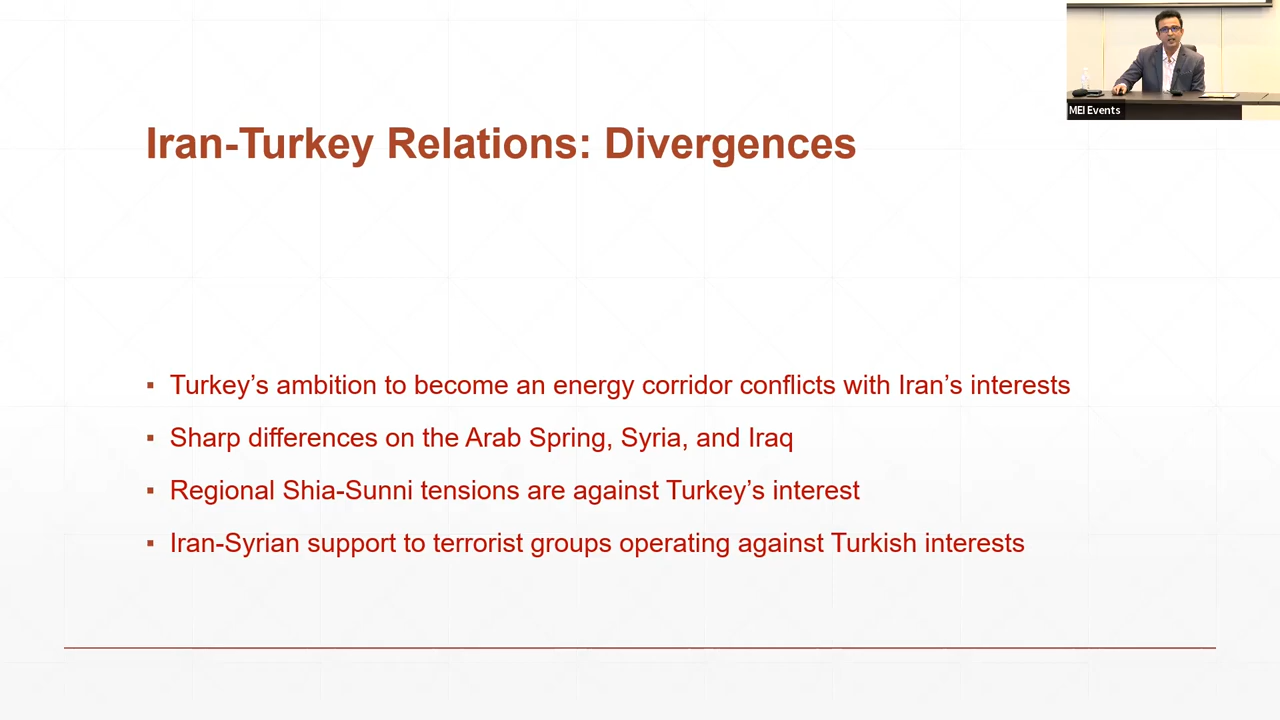 MEI Events
Iran-Turkey Relations: Divergences
▪ Turkey’s ambition to become an energy corridor conflicts with Iran’s interests
▪ Sharp differences on the Arab Spring, Syria, and Iraq
▪ Regional Shia-Sunni tensions are against Turkey’s interest
▪ Iran-Syrian support to terrorist groups operating against Turkish interests